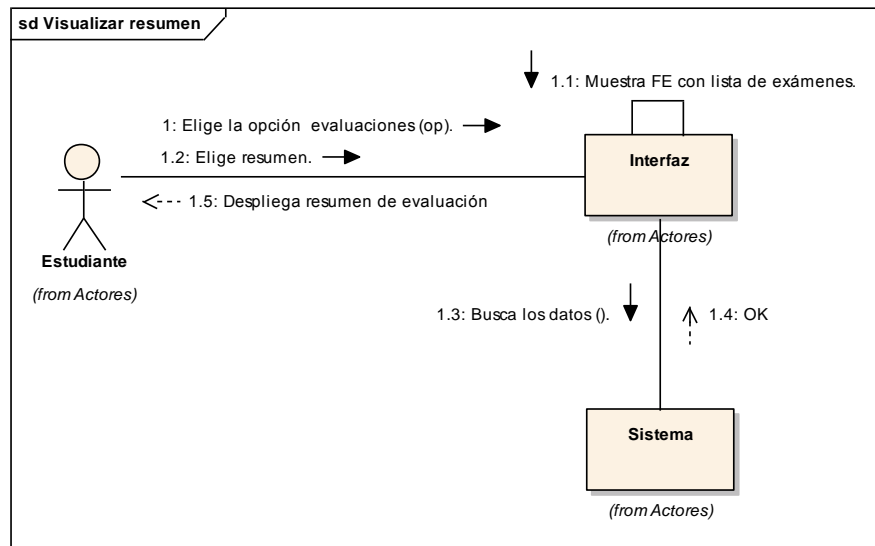 sd Visualizar resumen
1.1: Muestra FE con lista de exámenes.
1: Elige la opción evaluaciones (op).
1.2: Elige resumen.
Interfaz
1.5: Despliega resumen de evaluación
(from Actores)
Estudiante
(from Actores)
1.3: Busca los datos ().
1.4: OK
Sistema
(from Actores)